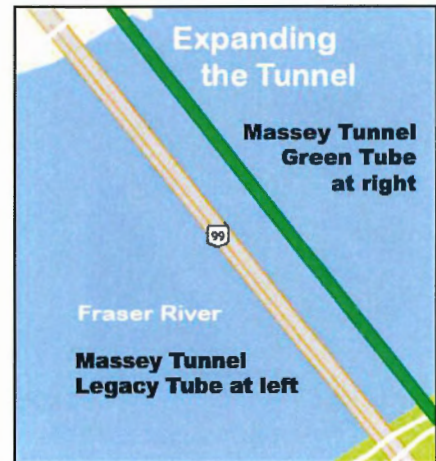 Expanding
the Tunnel
Massey Tunnel
Green Tube
at right
99
Fraser River
Massey Tunnel
Legacy Tube at left